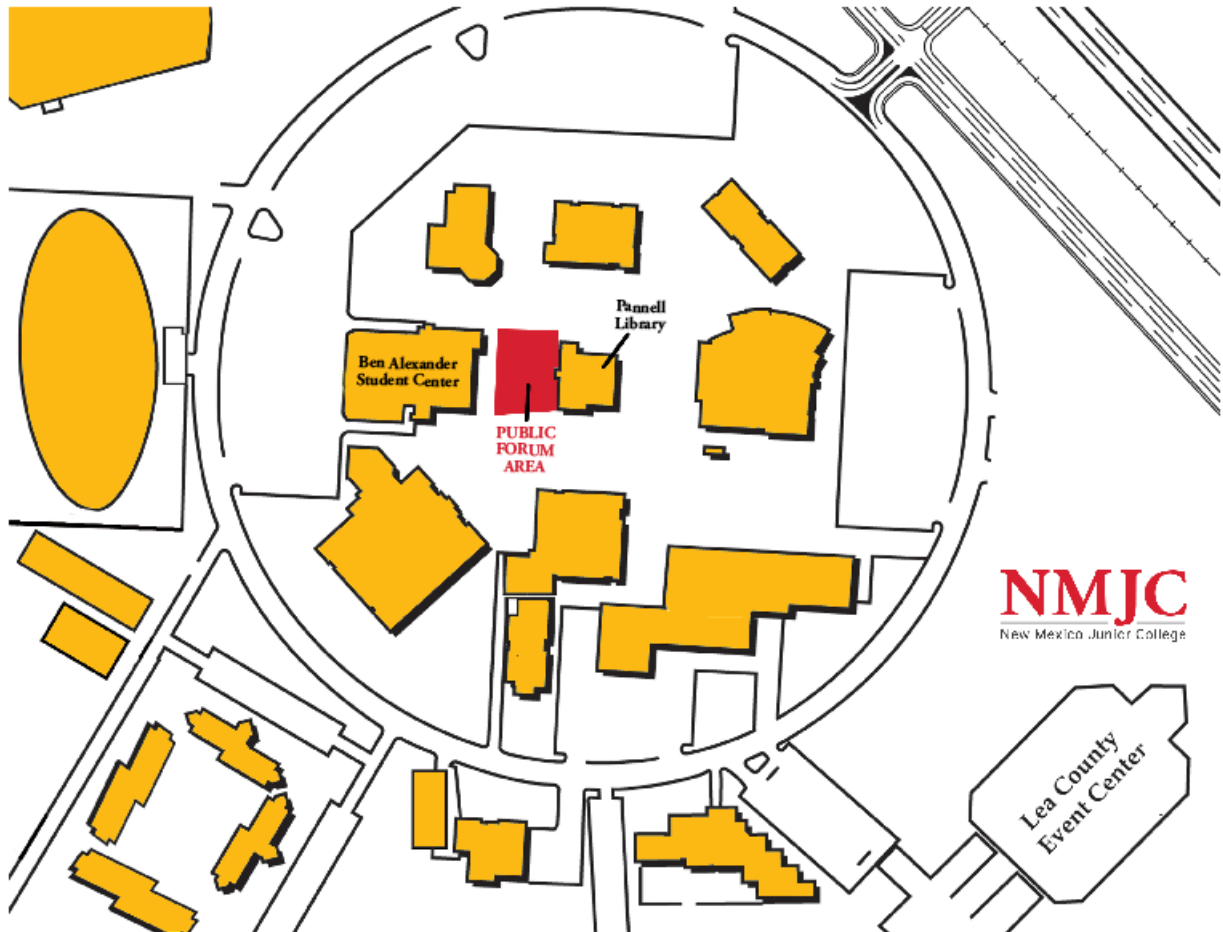 Pannell
Library
Ben Alexander
Student Center
PUBLIC
FORUM
AREA
NMJC
New Mexico Junior College
Lea County
Event Center